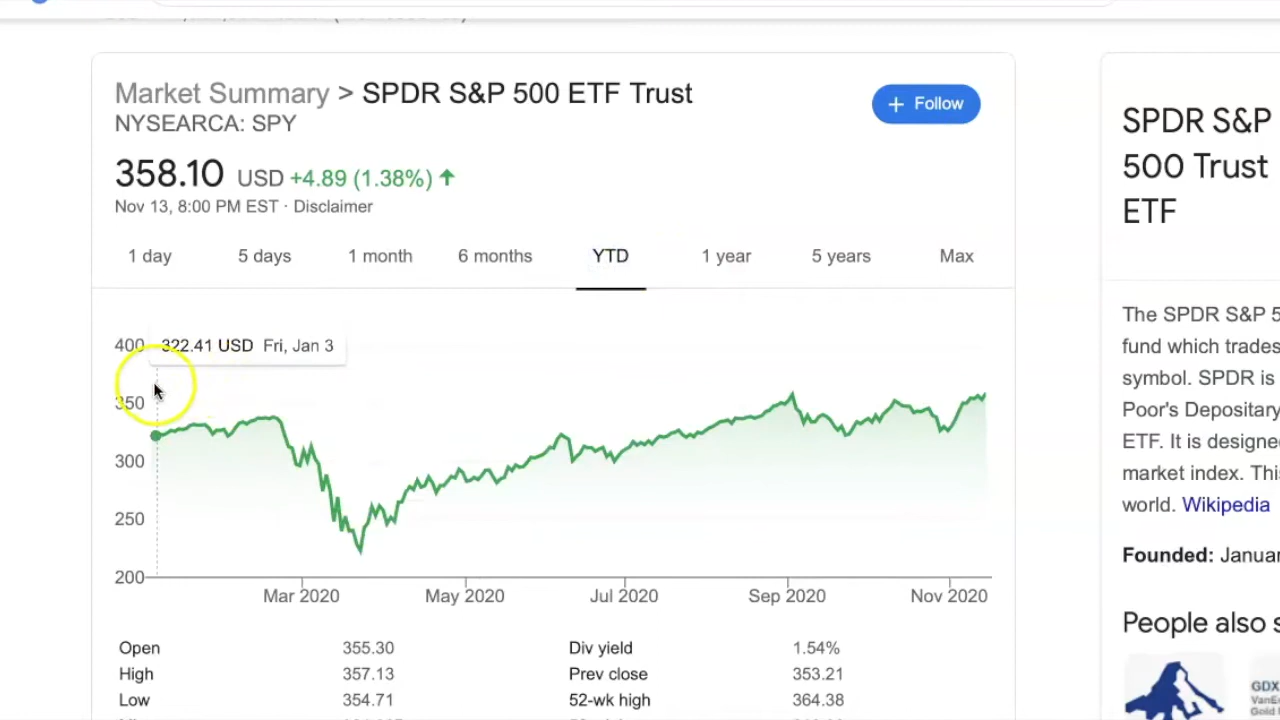 Market Summary > SPDR S&P 500 ETF Trust
NYSEARCA: SPY
+ Follow
358.10 USD +4.89 (1.38%) ↑
Nov 13, 8:00 PM EST · Disclaimer
1 day 5 days 1 month 6 months YTD 1 year 5 years Max
322.41 USD Fri, Jan 3
400
350
300
250
200
Mar 2020 May 2020 Jul 2020 Sep 2020 Nov 2020
Open 355.30 Div yield 1.54%
High 357.13 Prev close 353.21
Low 354.71 52-wk high 364.38
SPDR S&P
500 Trust
ETF
The SPDR S&P 5
fund which trades
symbol. SPDR is
Poor's Depositary
ETF. It is designe
market index. This
world. Wikipedia
Founded: Januar
People also s
GDX
VanE
Gold